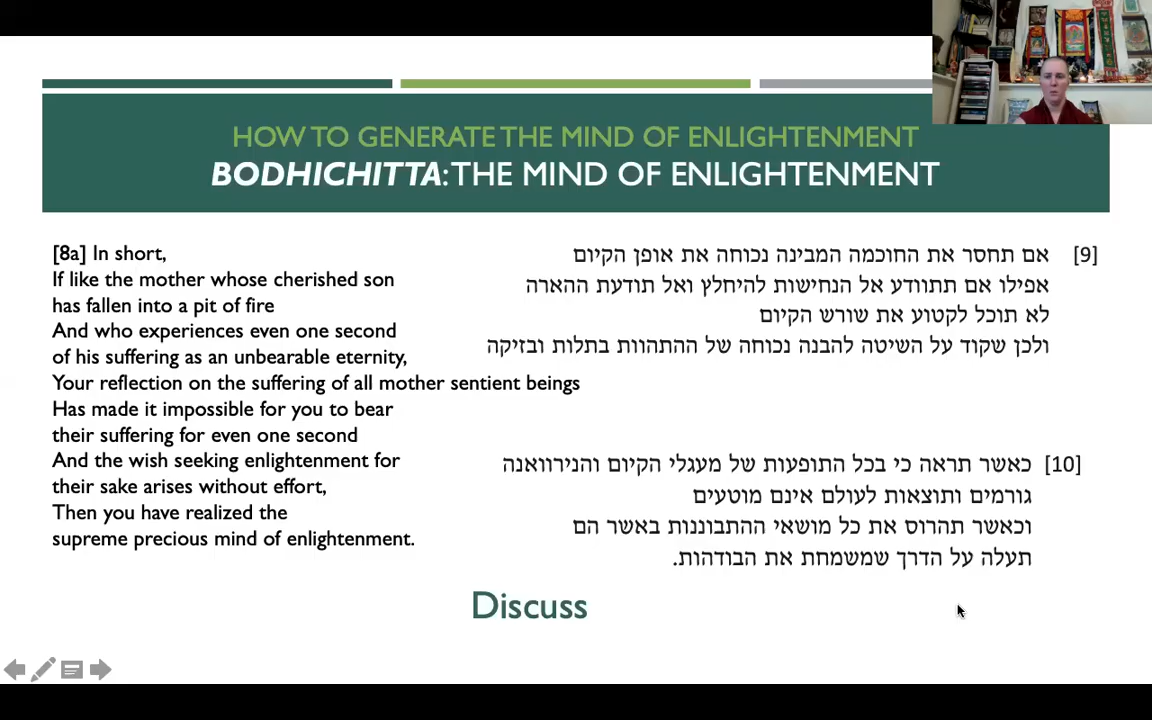 HOW TO GENERATE THE MIND OF ENLIGHTENMENT
BODHICHITTA: THE MIND OF ENLIGHTENMENT
[8a] In short,
If like the mother whose cherished son
has fallen into a pit of fire
And who experiences even one second
of his suffering as an unbearable eternity,
Your reflection on the suffering of all mother sentient beings
Has made it impossible for you to bear
their suffering for even one second
And the wish seeking enlightenment for
their sake arises without effort,
Then you have realized the
supreme precious mind of enlightenment.
[9] אם תחסר את החוכמה המבינה נכוחה את אופן הקיום
אפילו אם תתוודע אל הנחישות להיחלץ ואל תודעת ההארה
לא תוכל לקטוע את שורש הקיום
ולכן שקוד על השיטה להבנה נכוחה של ההתהוות בתלות ובזיקה
[10] כאשר תראה כי בכל התופעות של מעגלי הקיום והנירוואנה
גורמים ותוצאות לעולם אינם מוטעים
וכאשר תהרוס את כל מושאי ההתבוננות באשר הם
תעלה על הדרך שמשמחת את הבודהות.
Discuss